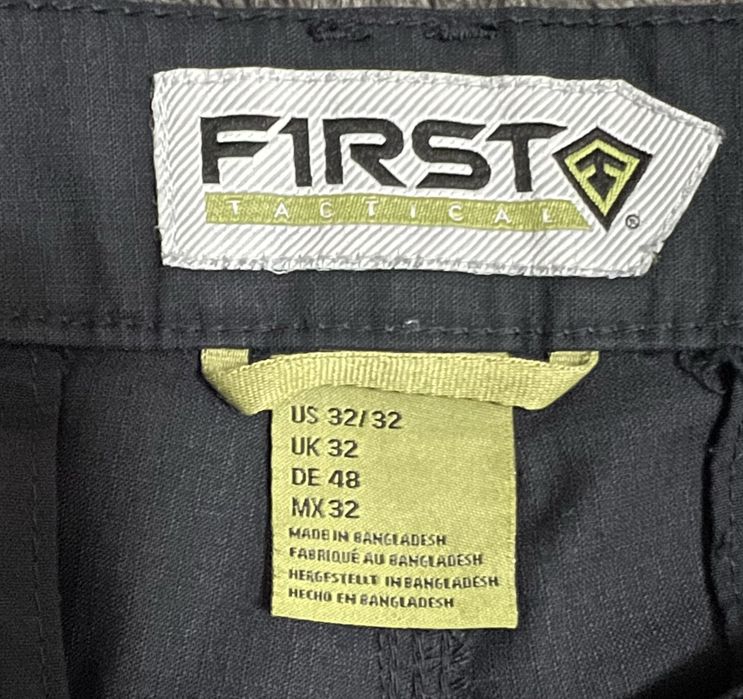 F1RST
TACTICAL
®
US 32/32
UK 32
DE 48
MX 32
MADE IN BANGLADESH
FABRIQUÉ AU BANGLADESH
HERGESTELLT IN BANGLADESH
HECHO EN BANGLADESH